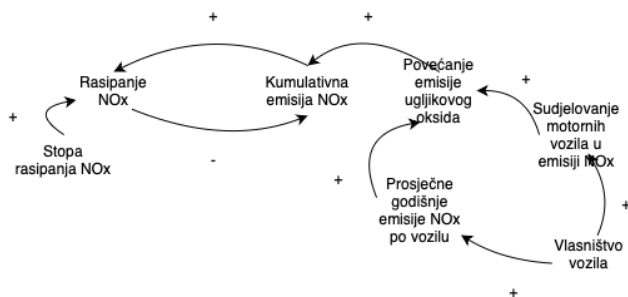 +
+
Rasipanje
NOx
Kumulativna
emisija NOx
Povećanje
emisije
ugljikovog
oksida
+
Sudjelovanje
motornih
vozila u
emisiji NOx
+
Stopa
rasipanja NOx
-
+
Prosječne
godišnje
emisije NOx
po vozilu
+
Vlasništvo
vozila
+